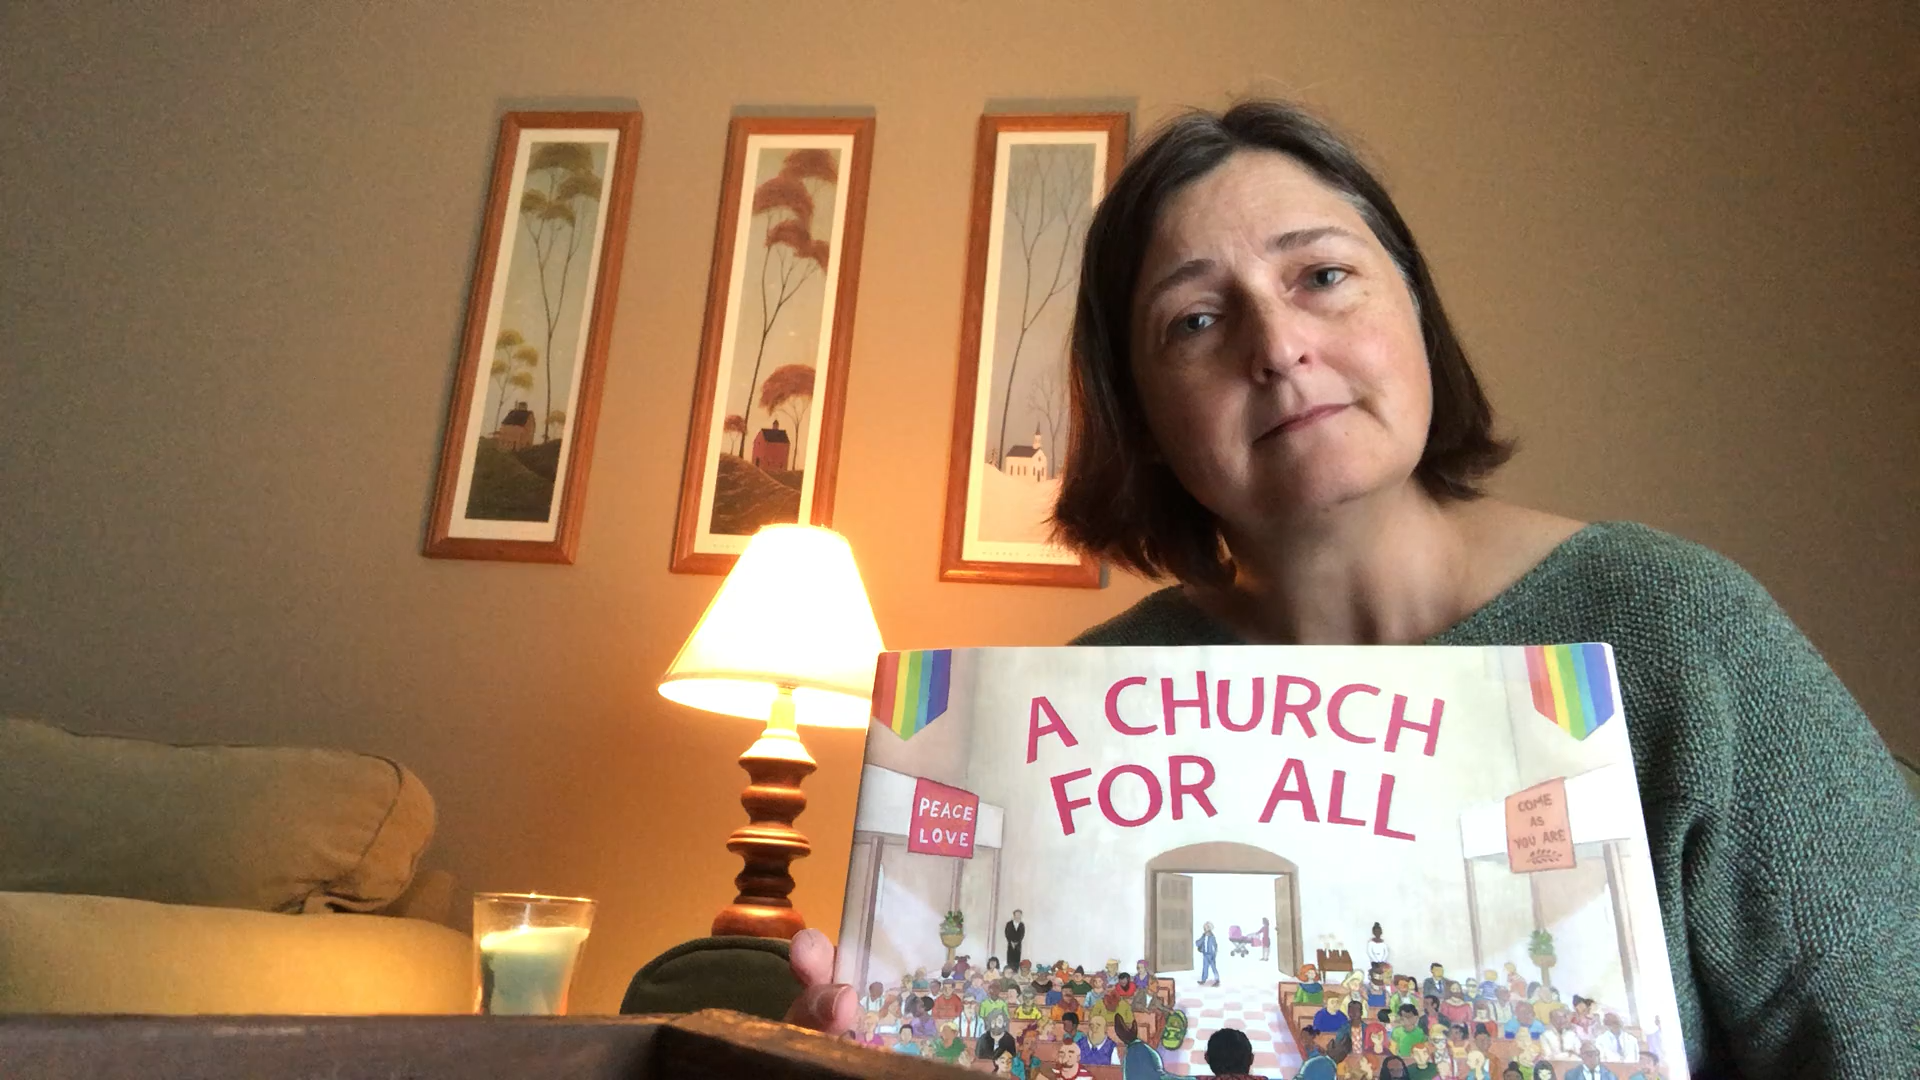 A CHURCH
FOR ALL
PEACE
LOVE
COME
AS
YOU ARE